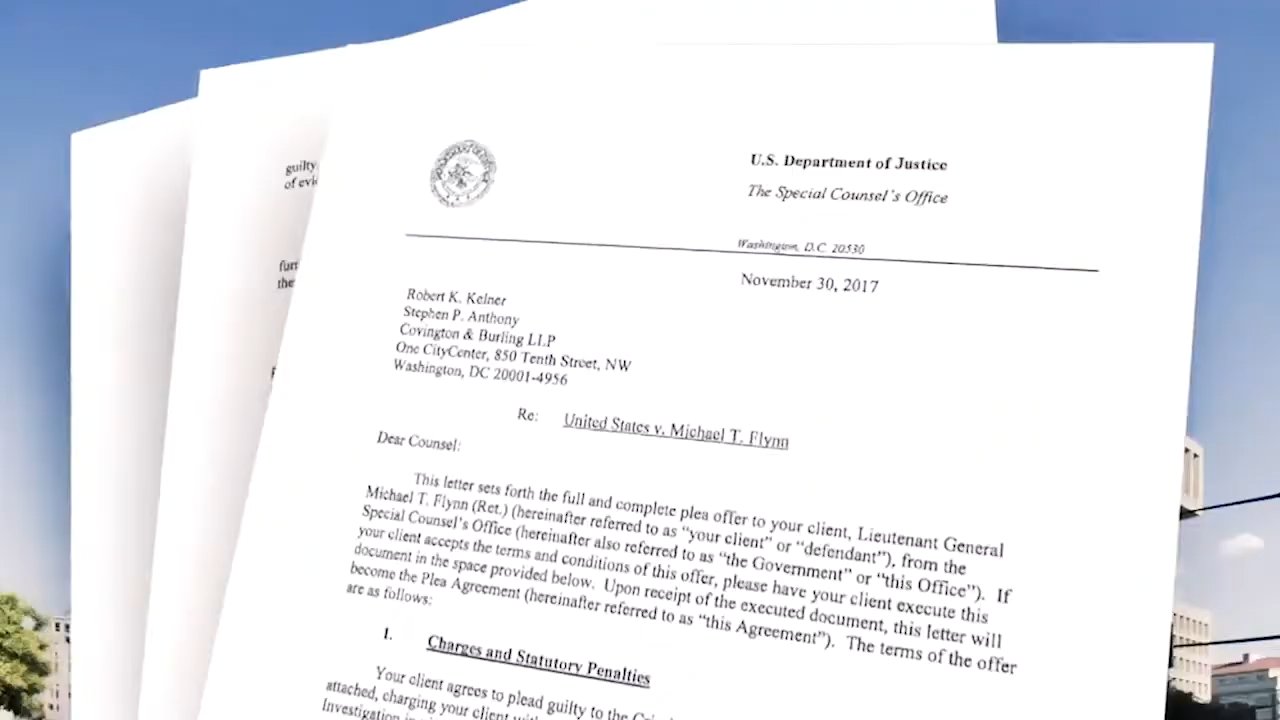 guilty
of evi
the
U.S. Department of Justice
The Special Counsel's Office
Washington, D.C. 20530
November 30, 2017
Robert K. Kelner
Stephen P. Anthony
Covington & Burling LLP
One CityCenter, 850 Tenth Street, NW
Washington, DC 20001-4956
Re: United States v. Michael T. Flynn
Dear Counsel:
This letter sets forth the full and complete plea offer to your client, Lieutenant General
Michael T. Flynn (Ret.) (hereinafter referred to as “your client” or “defendant”), from the
Special Counsel's Office (hereinafter also referred to as “the Government” or “this Office”). If
your client accepts the terms and conditions of this offer, please have your client execute this
document in the space provided below. Upon receipt of the executed document, this letter will
become the Plea Agreement (hereinafter referred to as “this Agreement”). The terms of the offer
are as follows:
1. Charges and Statutory Penalties
Your client agrees to plead guilty to the
attached, charging your client
Investigation